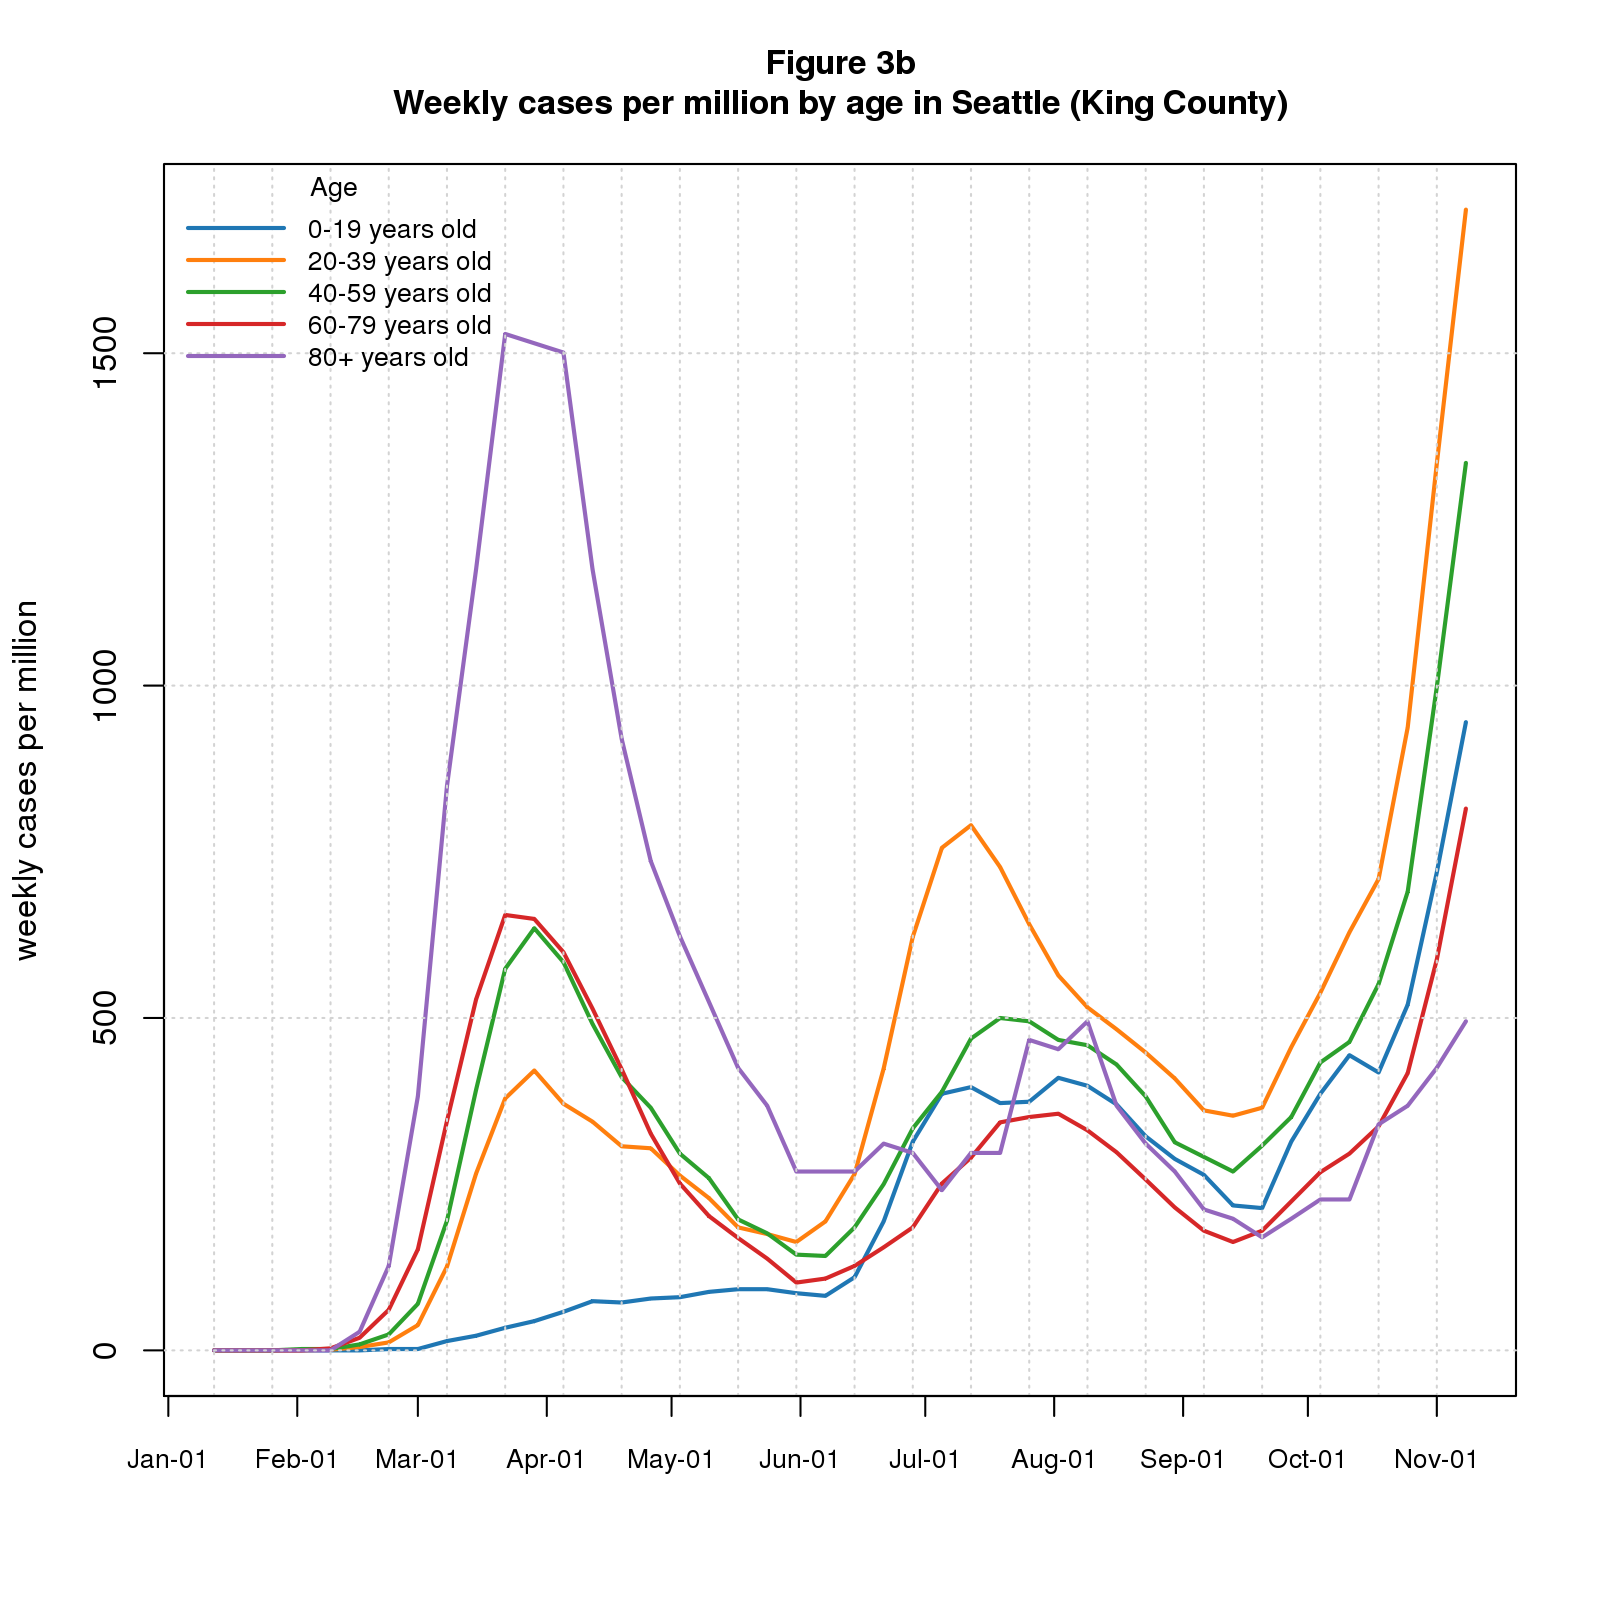 Figure 3b
Weekly cases per million by age in Seattle (King County)
Age
0-19 years old
20-39 years old
40-59 years old
60-79 years old
80+ years old
weekly cases per million
1500
1000
500
0
Jan-01 Feb-01 Mar-01 Apr-01 May-01 Jun-01 Jul-01 Aug-01 Sep-01 Oct-01 Nov-01